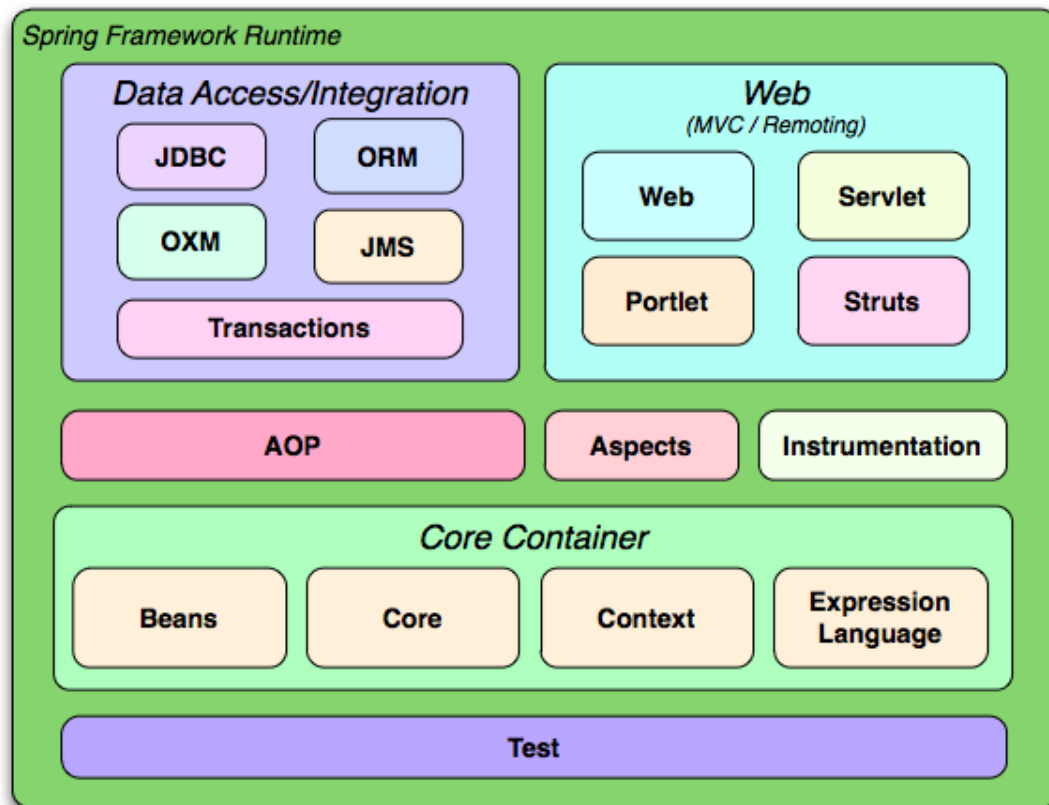 Spring Framework Runtime
Data Access/Integration
JDBC
ORM
OXM
JMS
Transactions
Web
(MVC / Remoting)
Web
Servlet
Portlet
Struts
AOP
Aspects
Instrumentation
Core Container
Beans
Core
Context
Expression
Language
Test